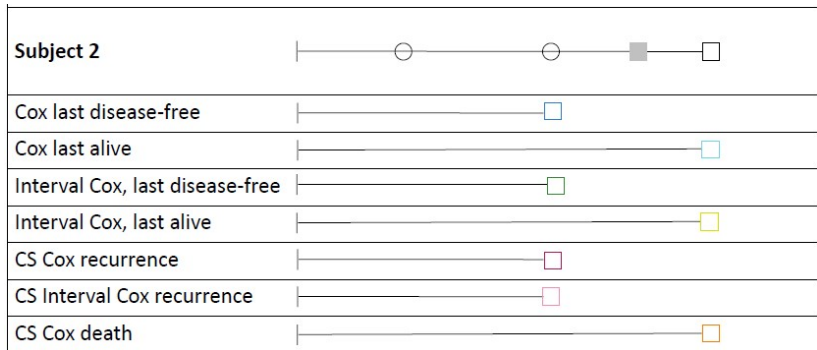 Subject 2
Cox last disease-free
Cox last alive
Interval Cox, last disease-free
Interval Cox, last alive
CS Cox recurrence
CS Interval Cox recurrence
CS Cox death